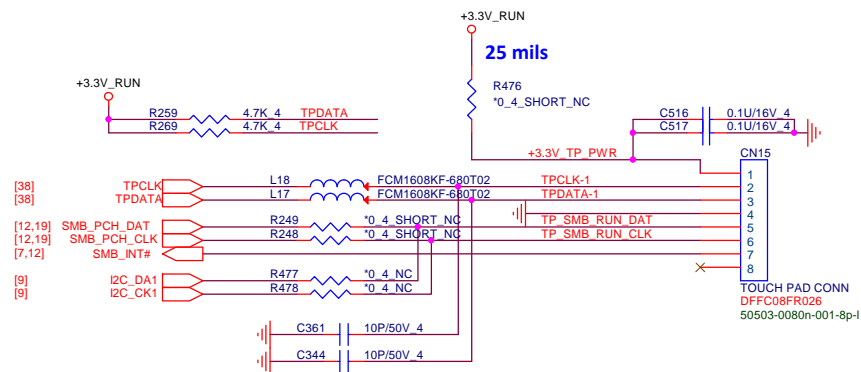 +3.3V_RUN
25 mils
R476
*0_4_SHORT_NC
+3.3V_RUN
R259 4.7K_4 TPDATA
R269 4.7K_4 TPCLK
C516 0.1U/16V_4
C517 0.1U/16V_4
+3.3V_TP_PWR
CN15
1
[38] TPCLK L18 FCM1608KF-680T02 TPCLK-1 2
[38] TPDATA L17 FCM1608KF-680T02 TPDATA-1 3
4
[12,19] SMB_PCH_DAT R249 *0_4_SHORT_NC TP_SMB_RUN_DAT 5
[12,19] SMB_PCH_CLK R248 *0_4_SHORT_NC TP_SMB_RUN_CLK 6
[7,12] SMB_INT# 7
8
[9] I2C_DA1 R477 *0_4_NC
[9] I2C_CK1 R478 *0_4_NC
TOUCH PAD CONN
DFFC08FR026
50503-0080n-001-8p-l
C361 10P/50V_4
C344 10P/50V_4